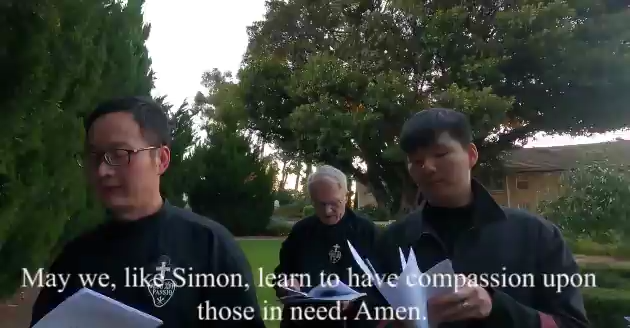 May we, like Simon, learn to have compassion upon
those in need. Amen.